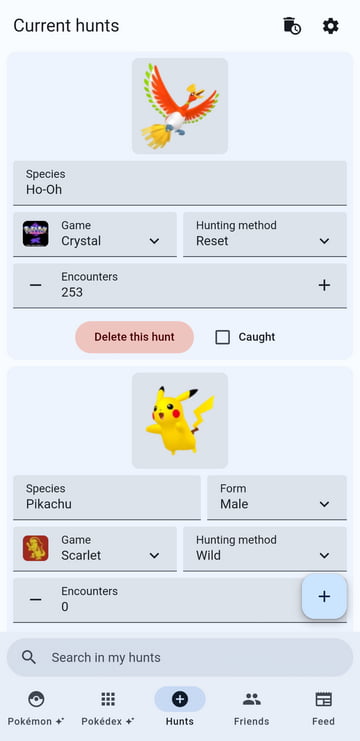 Current hunts
Species
Ho-Oh
Game
Crystal
Hunting method
Reset
Encounters
253
Delete this hunt
Caught
Species
Pikachu
Form
Male
Game
Scarlet
Hunting method
Wild
Encounters
0
Search in my hunts
Pokémon
Pokédex
Hunts
Friends
Feed